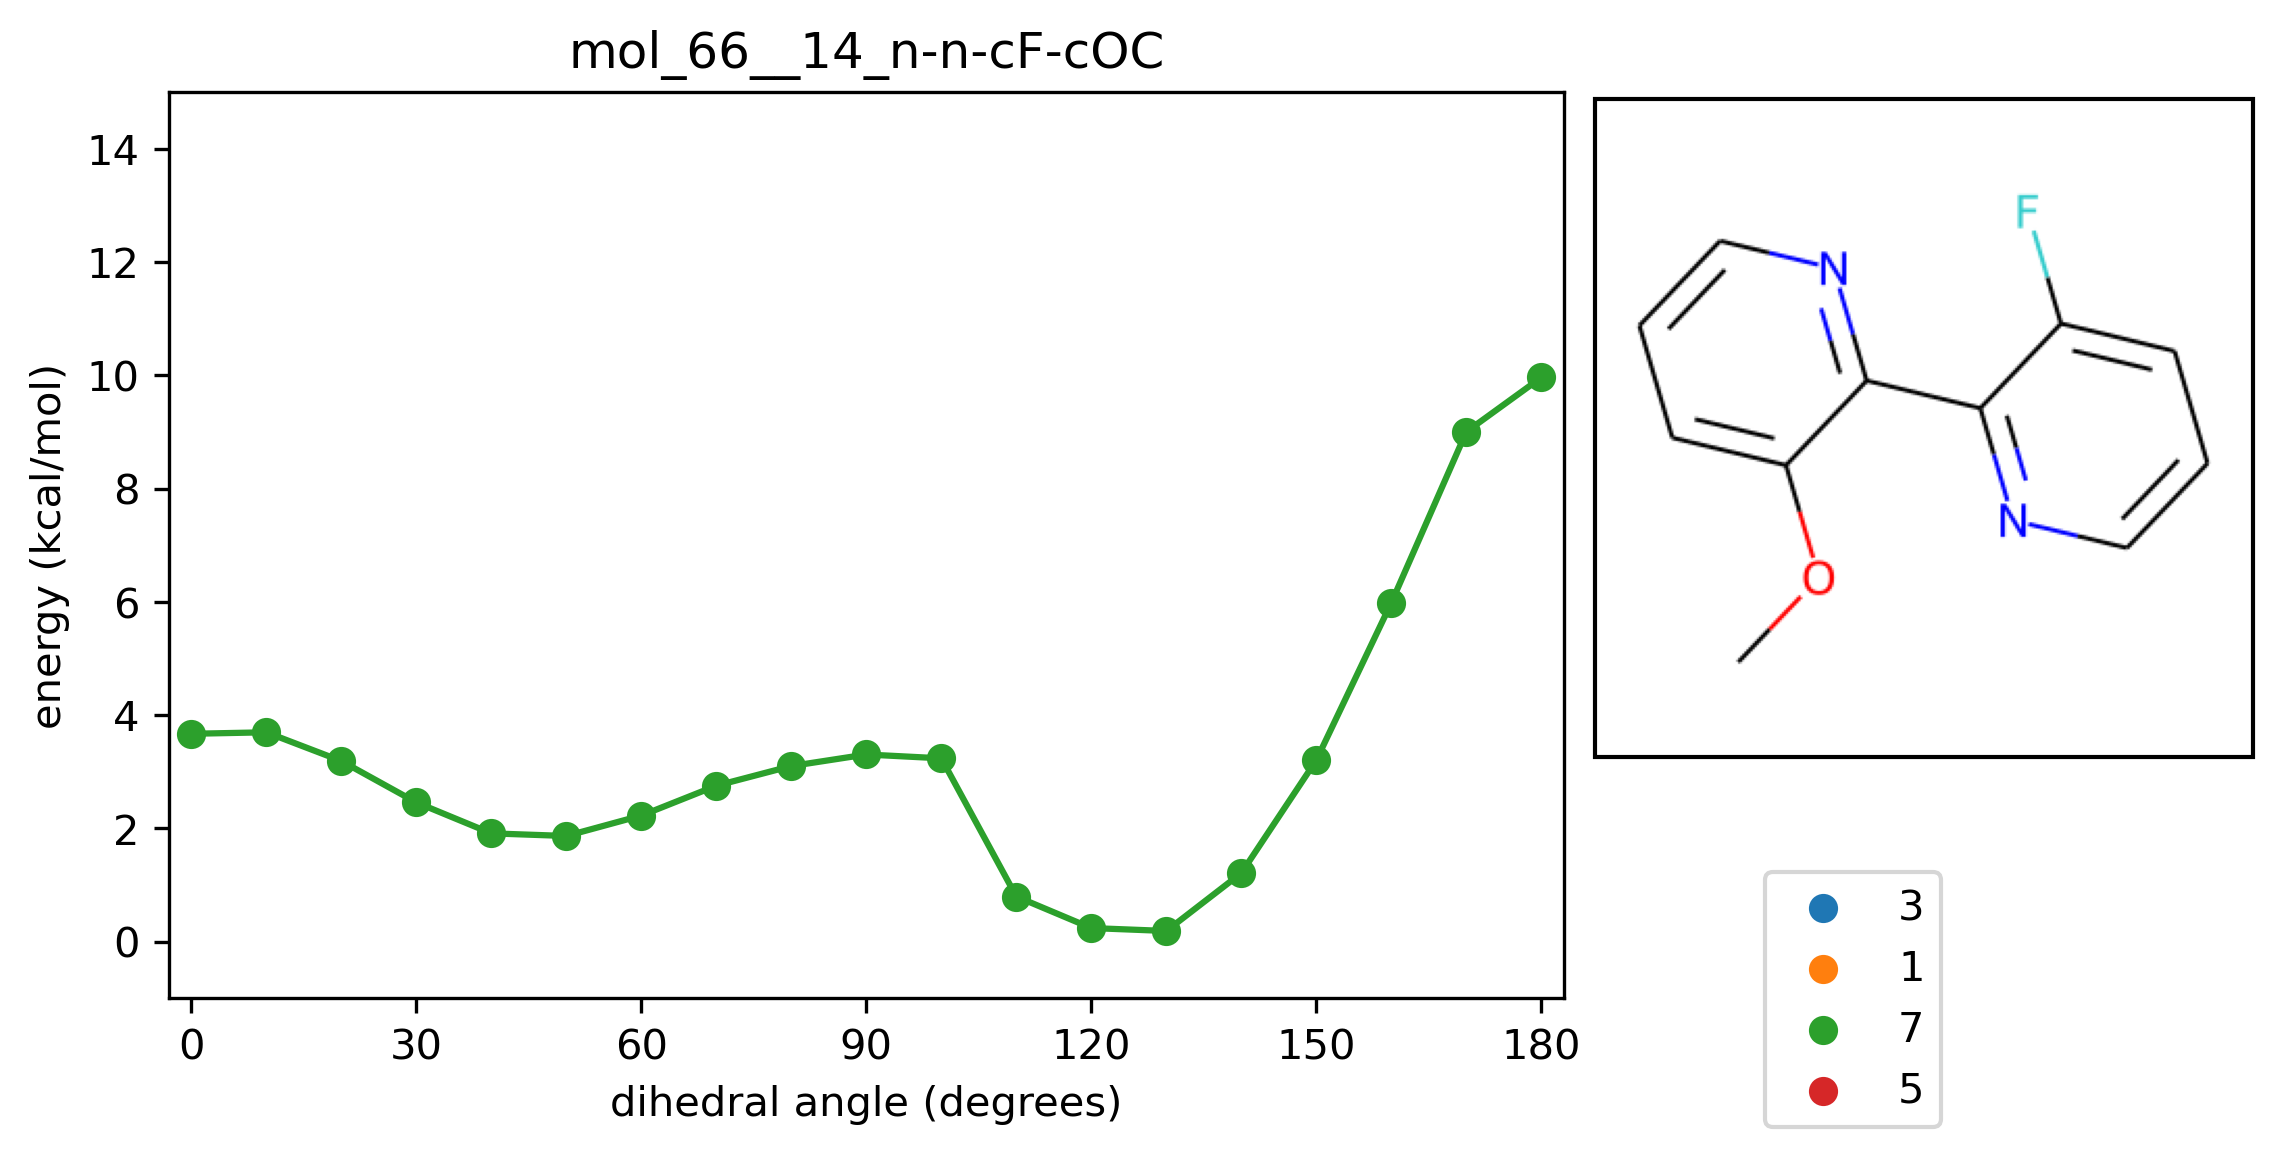 mol_66__14_n-n-cF-cOC
14
12
10
8
6
4
2
0
energy (kcal/mol)
0 30 60 90 120 150 180
dihedral angle (degrees)
F
N
N
O
3
1
7
5